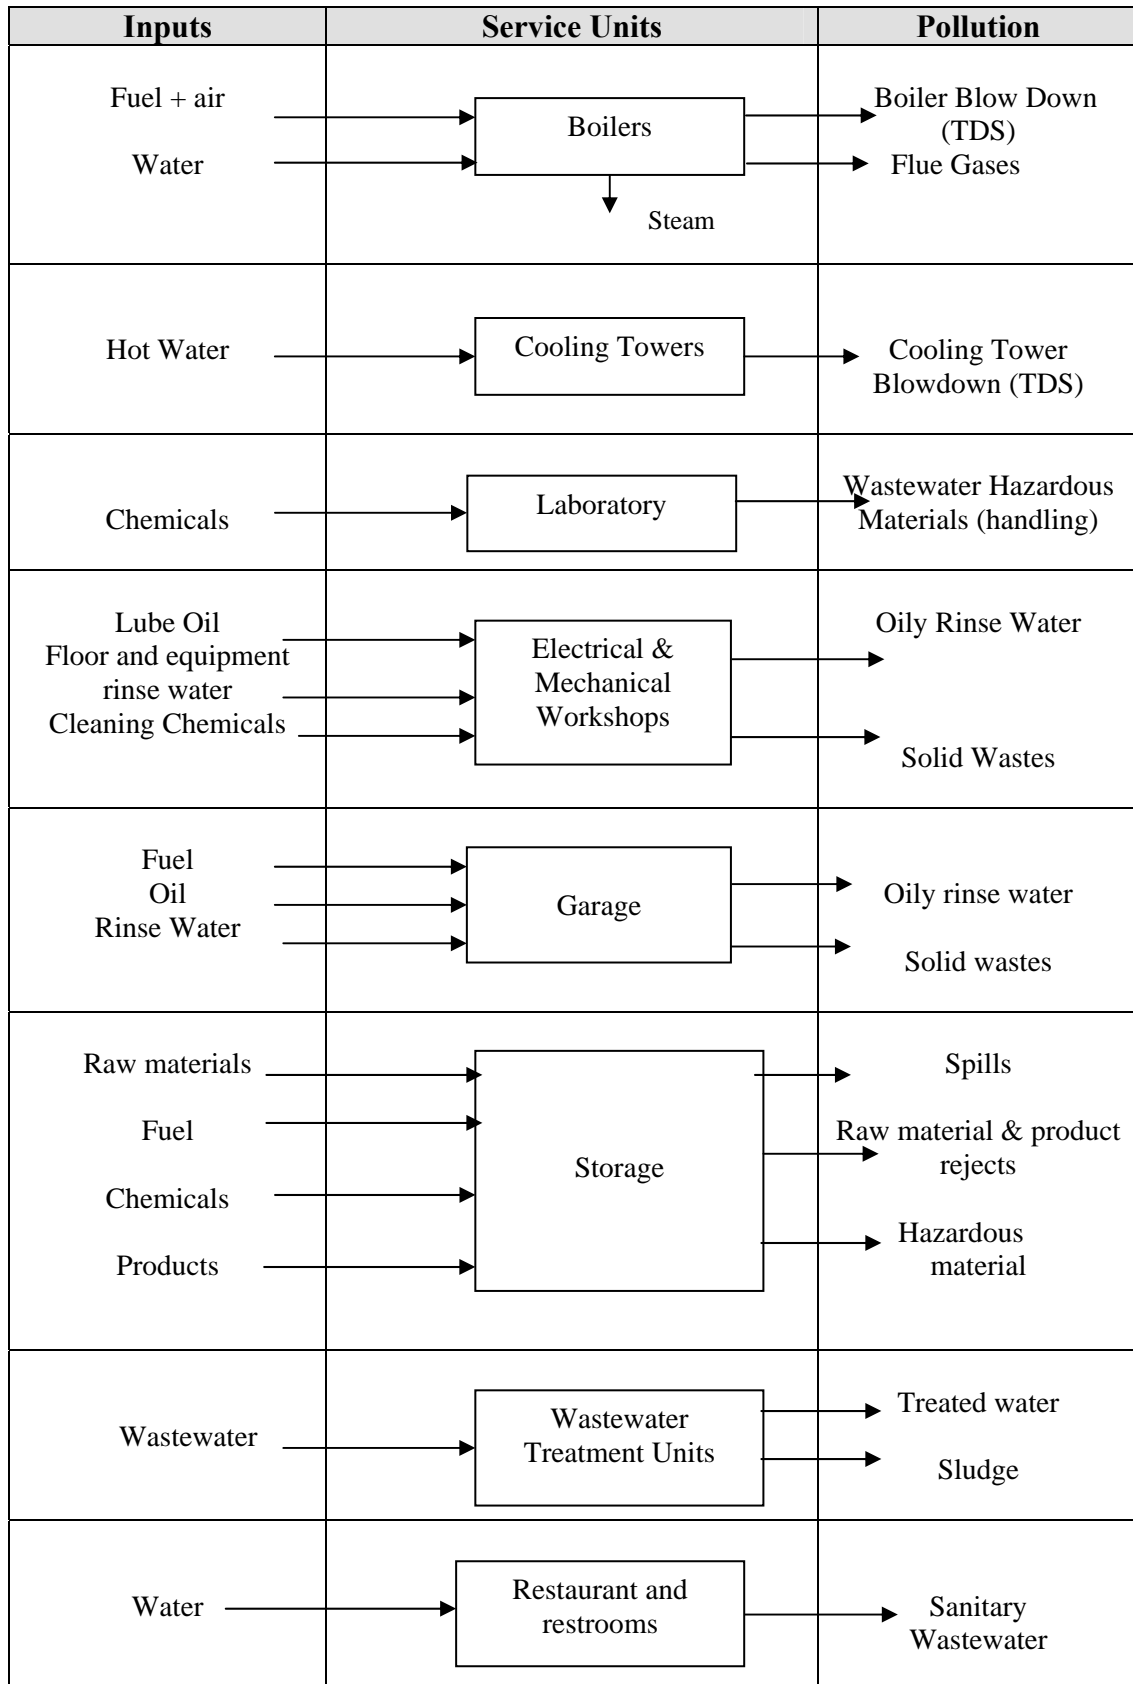 Inputs
Service Units
Pollution
Fuel + air
Water
Boilers
Steam
Boiler Blow Down
(TDS)
Flue Gases
Hot Water
Cooling Towers
Cooling Tower
Blowdown (TDS)
Chemicals
Laboratory
Wastewater Hazardous
Materials (handling)
Lube Oil
Floor and equipment
rinse water
Cleaning Chemicals
Electrical &
Mechanical
Workshops
Oily Rinse Water
Solid Wastes
Fuel
Oil
Rinse Water
Garage
Oily rinse water
Solid wastes
Raw materials
Fuel
Chemicals
Products
Storage
Spills
Raw material & product
rejects
Hazardous
material
Wastewater
Wastewater
Treatment Units
Treated water
Sludge
Water
Restaurant and
restrooms
Sanitary
Wastewater